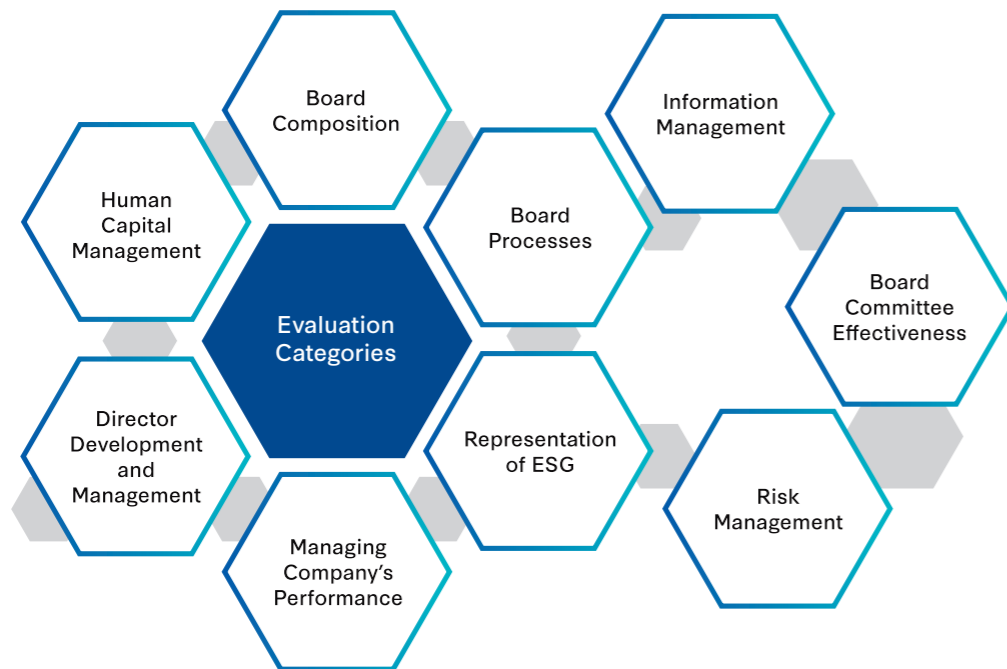 Board
Composition
Information
Management
Human
Capital
Management
Board
Processes
Board
Committee
Effectiveness
Evaluation
Categories
Director
Development
and
Management
Representation
of ESG
Risk
Management
Managing
Company’s
Performance